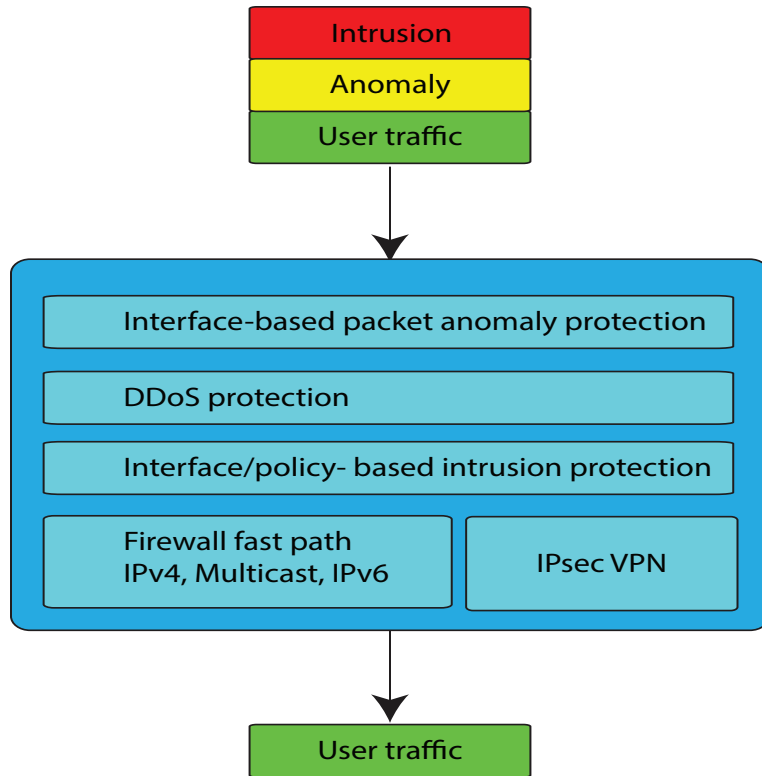 Intrusion
Anomaly
User traffic
Interface-based packet anomaly protection
DDoS protection
Interface/policy- based intrusion protection
Firewall fast path
IPv4, Multicast, IPv6
IPsec VPN
User traffic